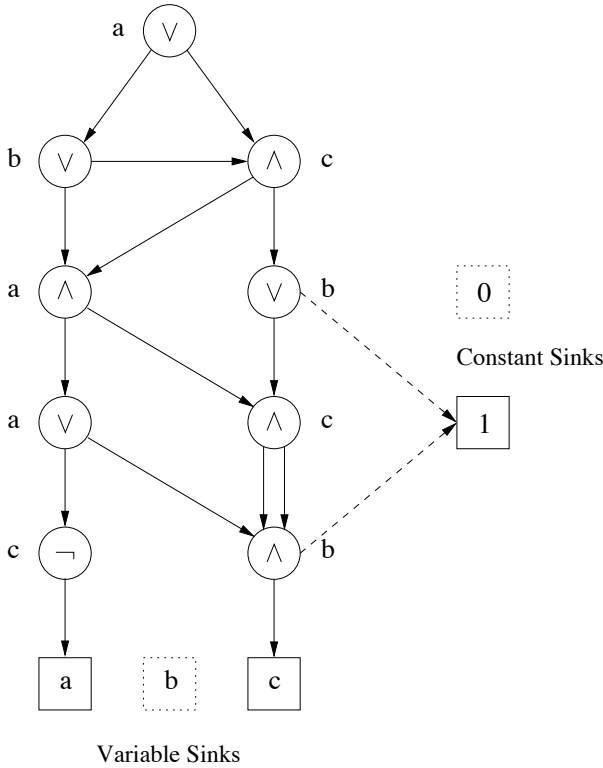 a ∨
b ∨ ∧ c
a ∧ ∨ b 0
Constant Sinks
a ∨ ∧ c 1
c ¬ ∧ b
a b c
Variable Sinks